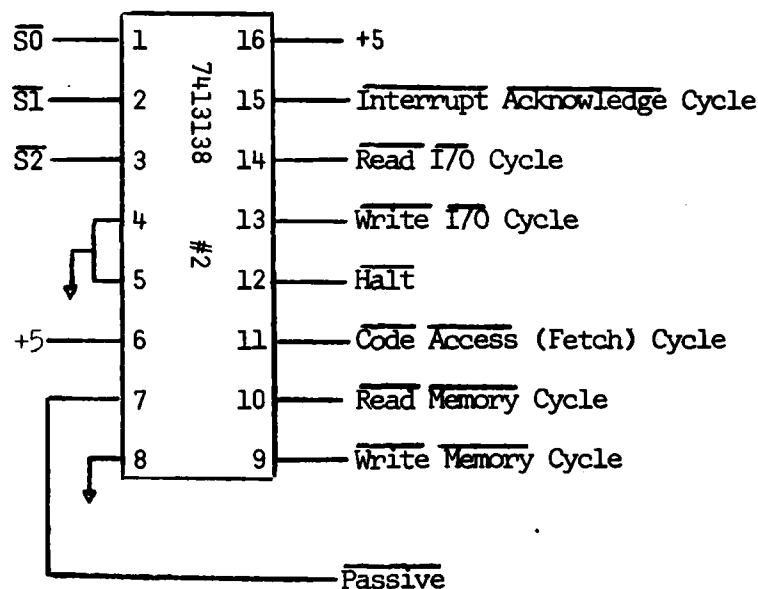 S0 1 16 +5
S1 2 15 Interrupt Acknowledge Cycle
S2 3 14 Read I/O Cycle
4 13 Write I/O Cycle
5 12 Halt
+5 6 11 Code Access (Fetch) Cycle
7 10 Read Memory Cycle
8 9 Write Memory Cycle
7413138 #2
Passive